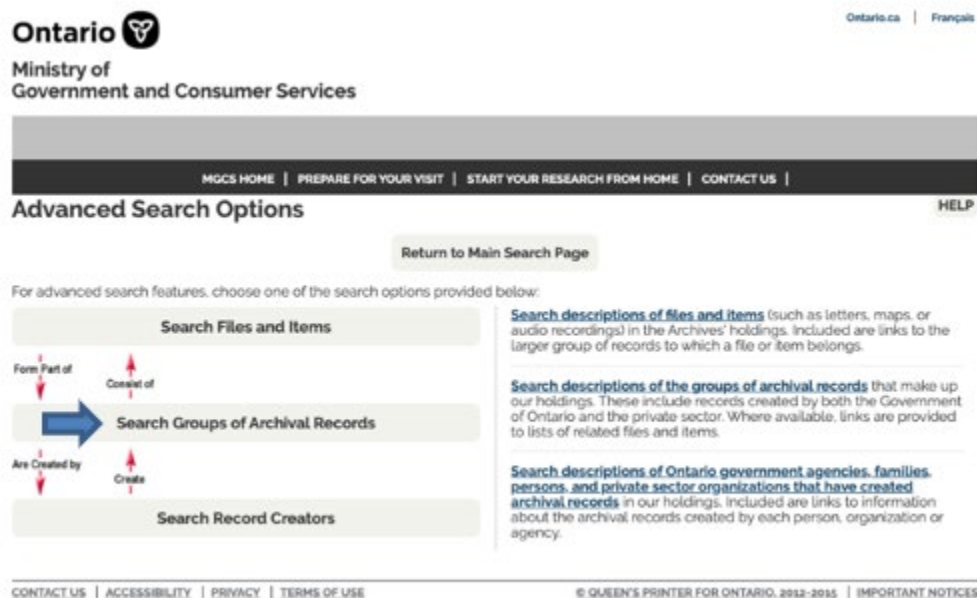 Ontario.ca | Français
Ontario
Ministry of
Government and Consumer Services
MGCS HOME | PREPARE FOR YOUR VISIT | START YOUR RESEARCH FROM HOME | CONTACT US |
Advanced Search Options
HELP
Return to Main Search Page
For advanced search features, choose one of the search options provided below:
Search Files and Items
Form Part of
Consist of
Search Groups of Archival Records
Are Created by
Create
Search Record Creators
Search descriptions of files and items (such as letters, maps, or
audio recordings) in the Archives' holdings. Included are links to the
larger group of records to which a file or item belongs.
Search descriptions of the groups of archival records that make up
our holdings. These include records created by both the Government
of Ontario and the private sector. Where available, links are provided
to lists of related files and items.
Search descriptions of Ontario government agencies, families,
persons, and private sector organizations that have created
archival records in our holdings. Included are links to information
about the archival records created by each person, organization or
agency.
CONTACT US | ACCESSIBILITY | PRIVACY | TERMS OF USE
© QUEEN'S PRINTER FOR ONTARIO, 2012-2015 | IMPORTANT NOTICES